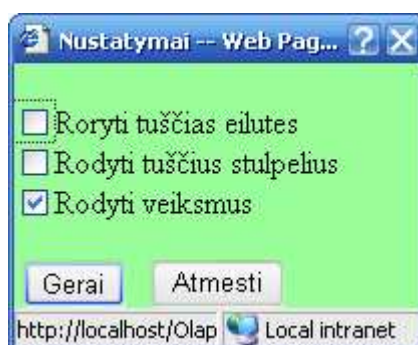 Nustatymai -- Web Pag...
Roryti tuščias eilutes
Rodyti tuščius stulpelius
Rodyti veiksmus
Gerai Atmesti
http://localhost/Olap Local intranet